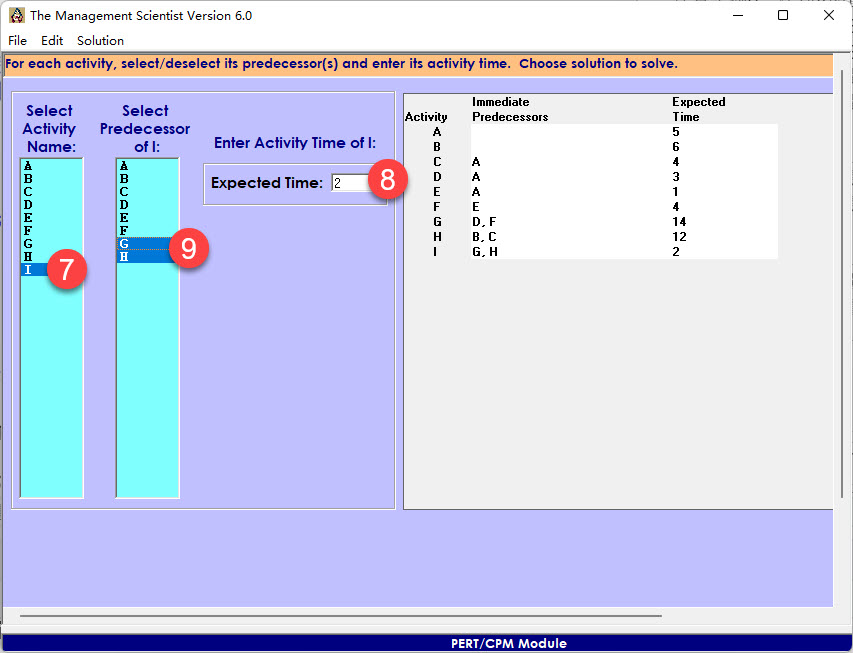 The Management Scientist Version 6.0
File Edit Solution
For each activity, select/deselect its predecessor(s) and enter its activity time. Choose solution to solve.
Select Activity Name:
A
B
C
D
E
F
G
H
I
7
Select Predecessor of I:
A
B
C
D
E
F
G
H
9
Enter Activity Time of I:
Expected Time: 2
8
Immediate Expected
Activity Predecessors Time
A 5
B 6
C A 4
D A 3
E A 1
F E 4
G D, F 14
H B, C 12
I G, H 2
PERT/CPM Module